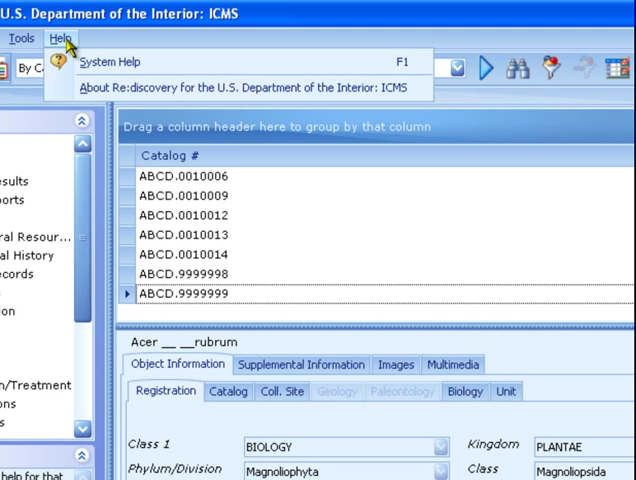 U.S. Department of the Interior: ICMS
Tools Help
System Help F1
By C
About Re:discovery for the U.S. Department of the Interior: ICMS
Drag a column header here to group by that column
Catalog #
ABCD.0010006
sults
ABCD.0010009
orts
ABCD.0010012
ABCD.0010013
ral Resour...
ABCD.0010014
al History
ABCD.9999998
ecords
ABCD.9999999
ion
Acer __ __rubrum
Object Information Supplemental Information Images Multimedia
n/Treatment
Registration Catalog Coll. Site Geology Paleontology Biology Unit
ons
s
Class 1 BIOLOGY Kingdom PLANTAE
Phylum/Division Magnoliophyta Class Magnoliopsida
help for that